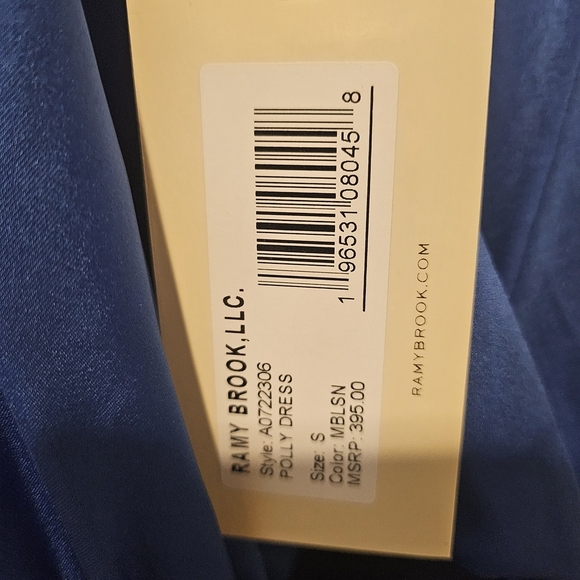 RAMY BROOK,LLC.
Style: A0722306
POLLY DRESS
Size: S
Color: MBLSN
MSRP: 395.00
1 96531 08045 8
RAMYBROOK.COM